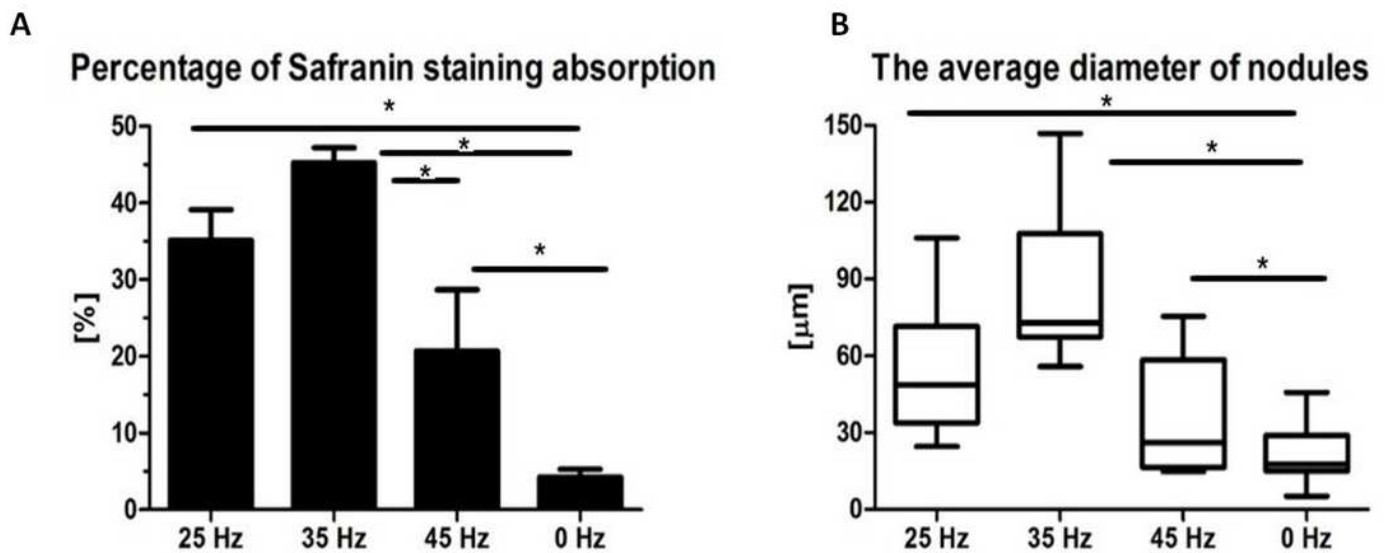 A
Percentage of Safranin staining absorption
*
*
*
*
50
40
30
20
10
0
[%]
25 Hz 35 Hz 45 Hz 0 Hz
B
The average diameter of nodules
*
*
*
150
120
90
60
30
0
[μm]
25 Hz 35 Hz 45 Hz 0 Hz